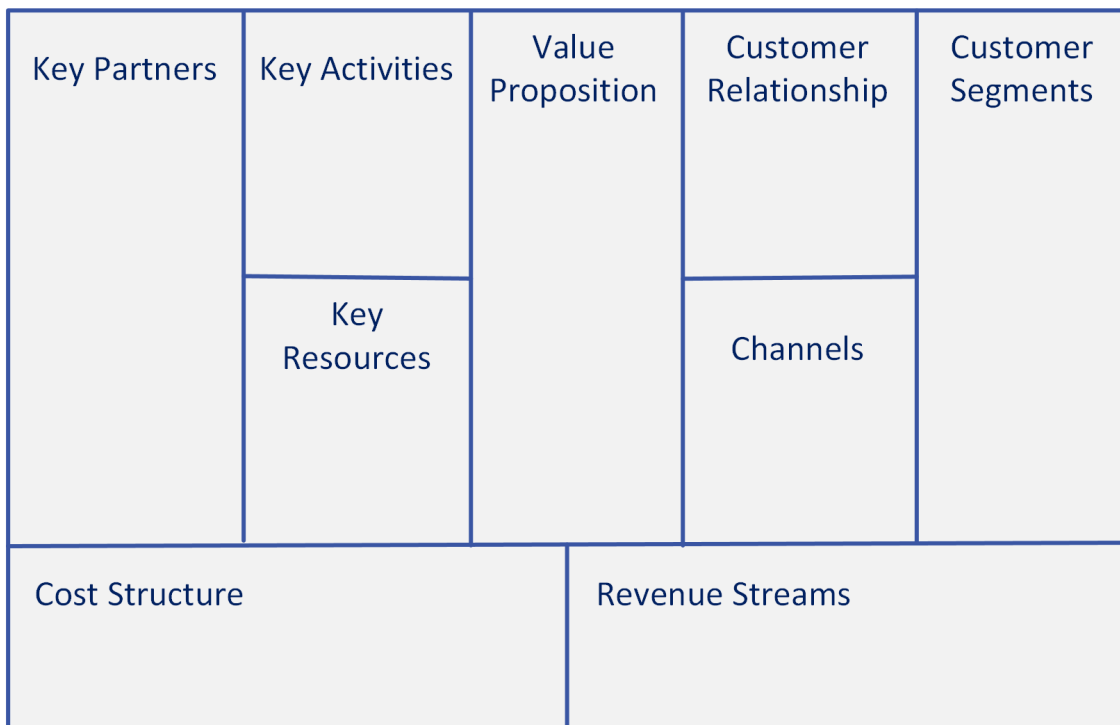 Key Partners
Key Activities
Value
Proposition
Customer
Relationship
Customer
Segments
Key
Resources
Channels
Cost Structure
Revenue Streams